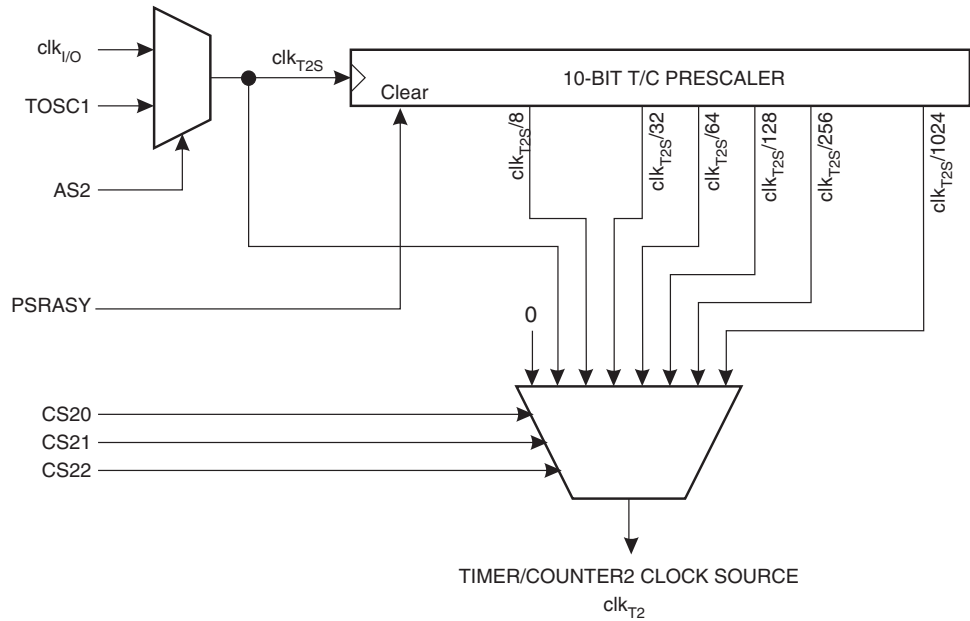 clkI/O
TOSC1
AS2
PSRASY
clkT2S
10-BIT T/C PRESCALER
Clear
clkT2S/8
clkT2S/32
clkT2S/64
clkT2S/128
clkT2S/256
clkT2S/1024
0
CS20
CS21
CS22
TIMER/COUNTER2 CLOCK SOURCE
clkT2